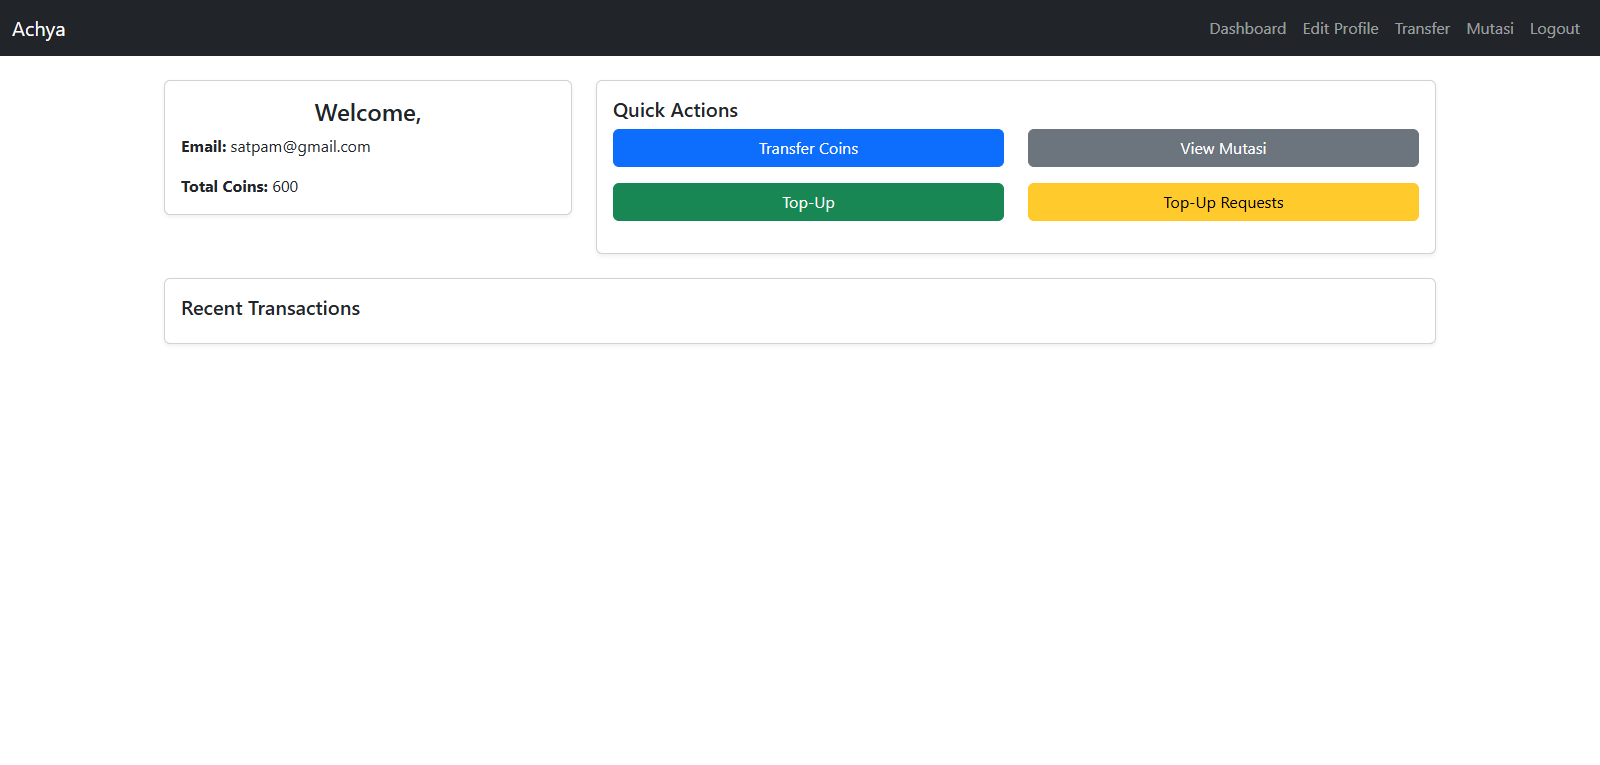 Achya
Dashboard Edit Profile Transfer Mutasi Logout
Welcome,
Email: satpam@gmail.com
Total Coins: 600
Quick Actions
Transfer Coins
View Mutasi
Top-Up
Top-Up Requests
Recent Transactions